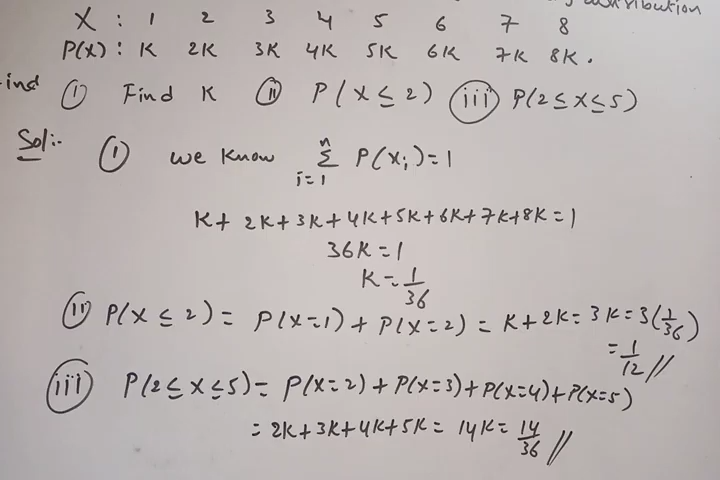 distribution
X : 1 2 3 4 5 6 7 8
P(x) : K 2K 3K 4K 5K 6K 7K 8K.
ind (i) Find K (ii) P(X ≤ 2) (iii) P(2 ≤ X ≤ 5)
Sol:- (i) we know n∑i=1 P(xi) = 1
K + 2K + 3K + 4K + 5K + 6K + 7K + 8K = 1
36K = 1
K = 1/36
(ii) P(X ≤ 2) = P(X=1) + P(X=2) = K + 2K = 3K = 3(1/36)
= 1/12 //
(iii) P(2 ≤ X ≤ 5) = P(X=2) + P(X=3) + P(X=4) + P(X=5)
= 2K + 3K + 4K + 5K = 14K = 14/36 //